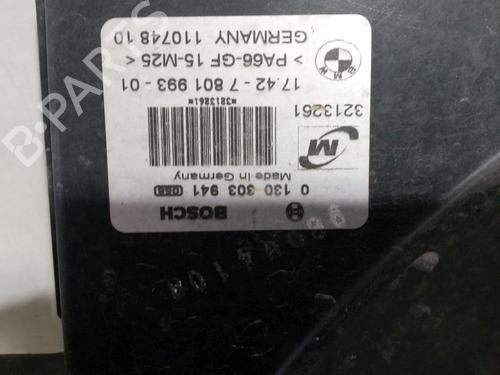 BOSCH
0 130 303 941
Made in Germany
*3213261*
3213261
17.42 - 7 801 993 - 01
> PA66-GF 15-M25 <
GERMANY 110748 10
BMW
B-PARTS